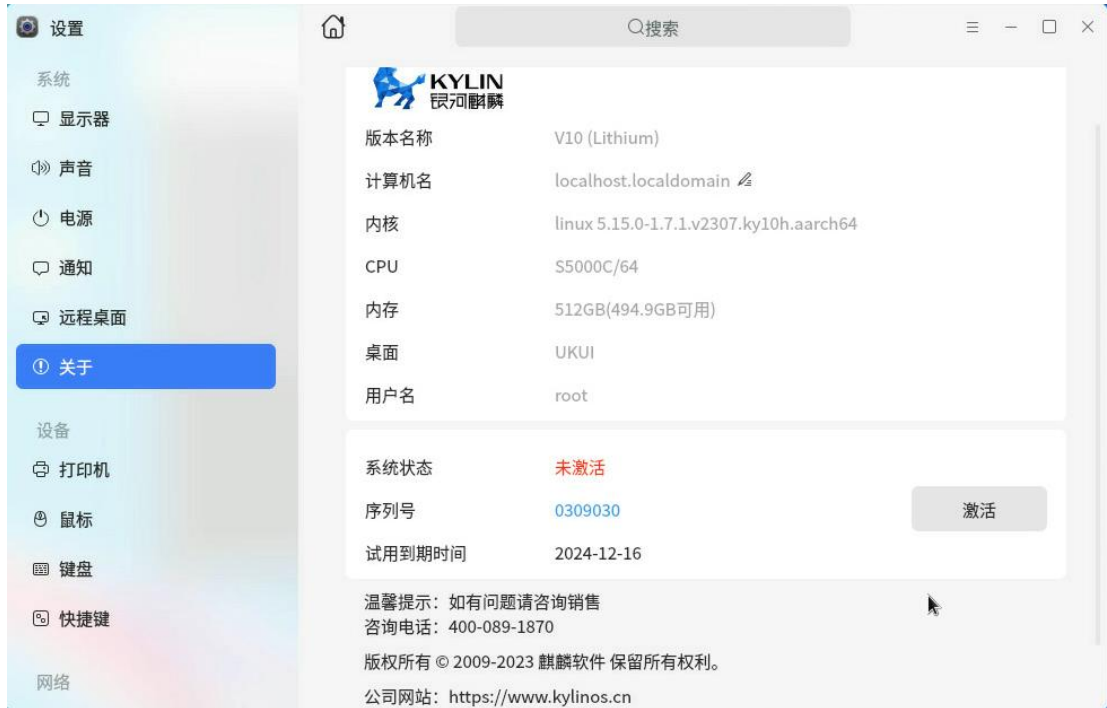 设置
搜索
系统
显示器
声音
电源
通知
远程桌面
关于
设备
打印机
鼠标
键盘
快捷键
网络
KYLIN
银河麒麟
版本名称 V10 (Lithium)
计算机名 localhost.localdomain
内核 linux 5.15.0-1.7.1.v2307.ky10h.aarch64
CPU S5000C/64
内存 512GB(494.9GB可用)
桌面 UKUI
用户名 root
系统状态 未激活
序列号 0309030 激活
试用到期时间 2024-12-16
温馨提示：如有问题请咨询销售
咨询电话：400-089-1870
版权所有 © 2009-2023 麒麟软件 保留所有权利。
公司网站：https://www.kylinos.cn